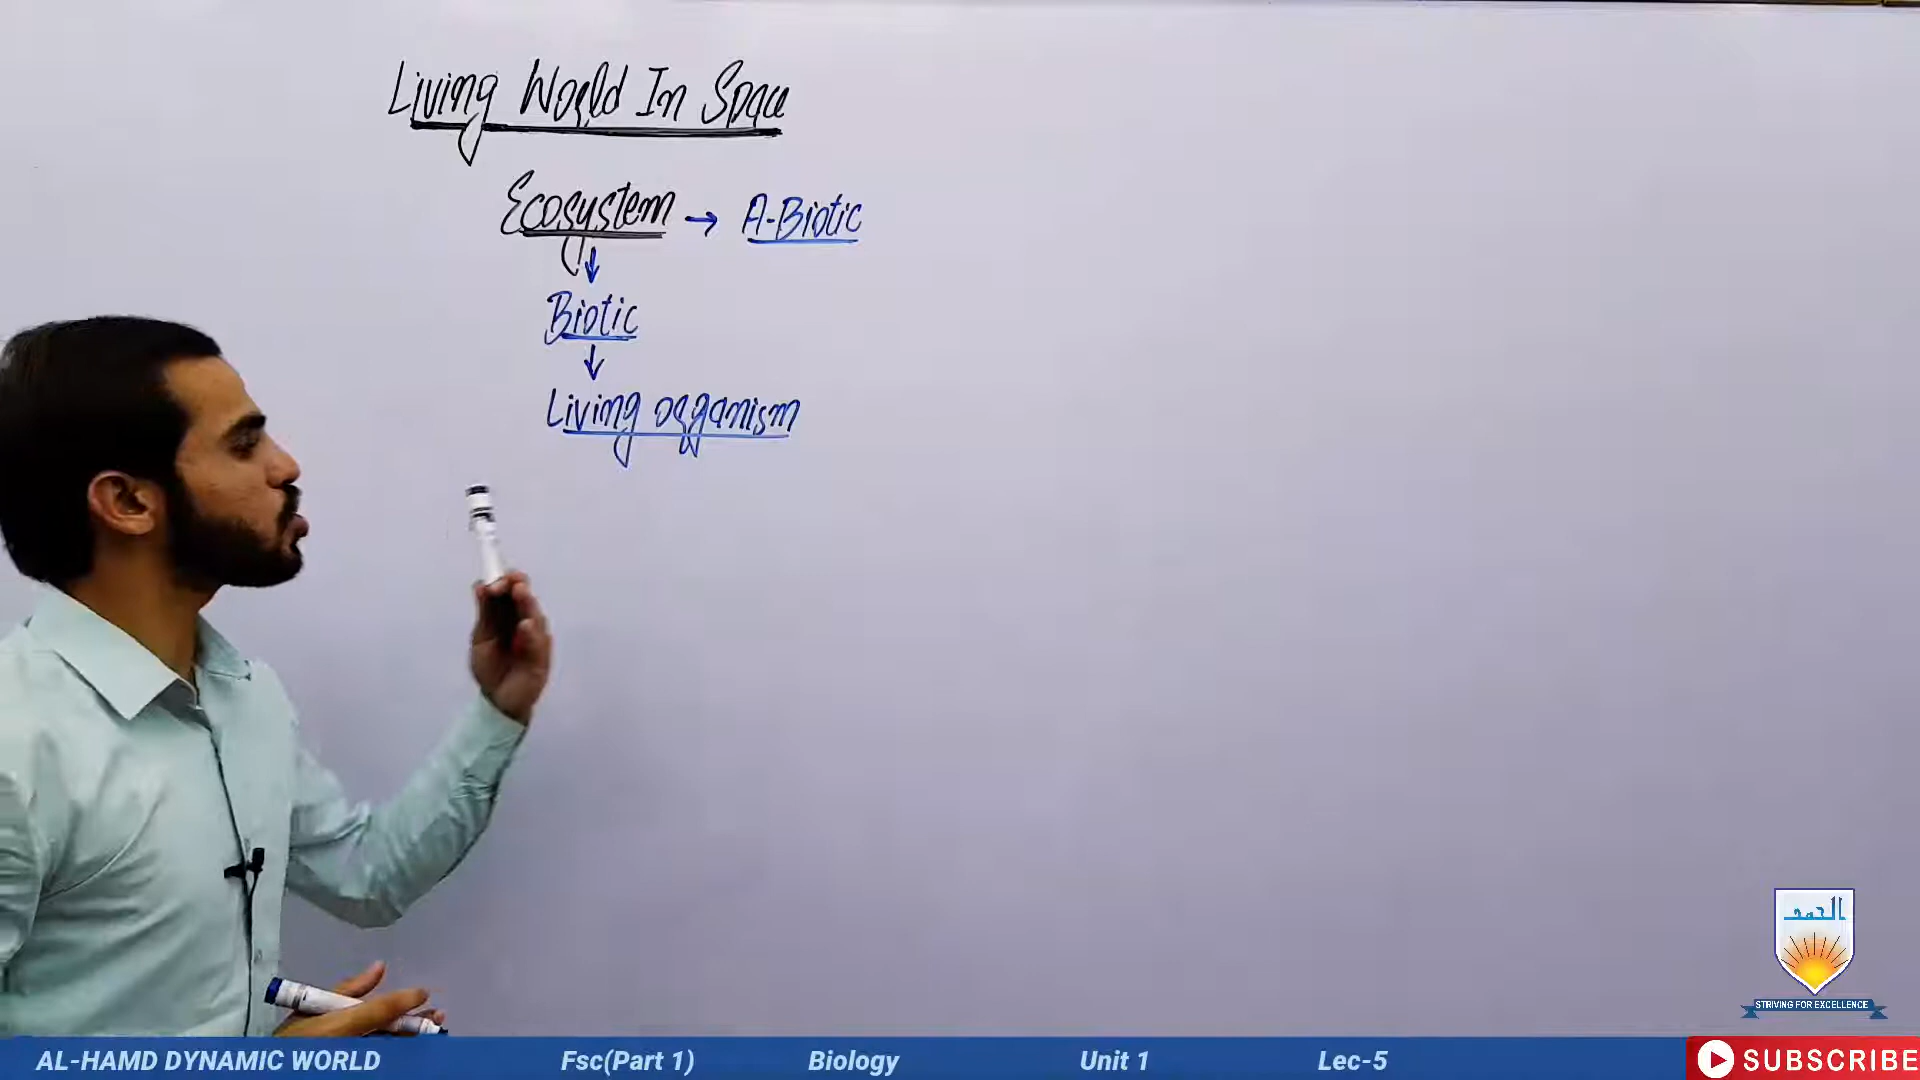 Living World In Space
Ecosystem → A-Biotic
↓
Biotic
↓
Living organism
الحمد
STRIVING FOR EXCELLENCE
AL-HAMD DYNAMIC WORLD Fsc(Part 1) Biology Unit 1 Lec-5 SUBSCRIBE